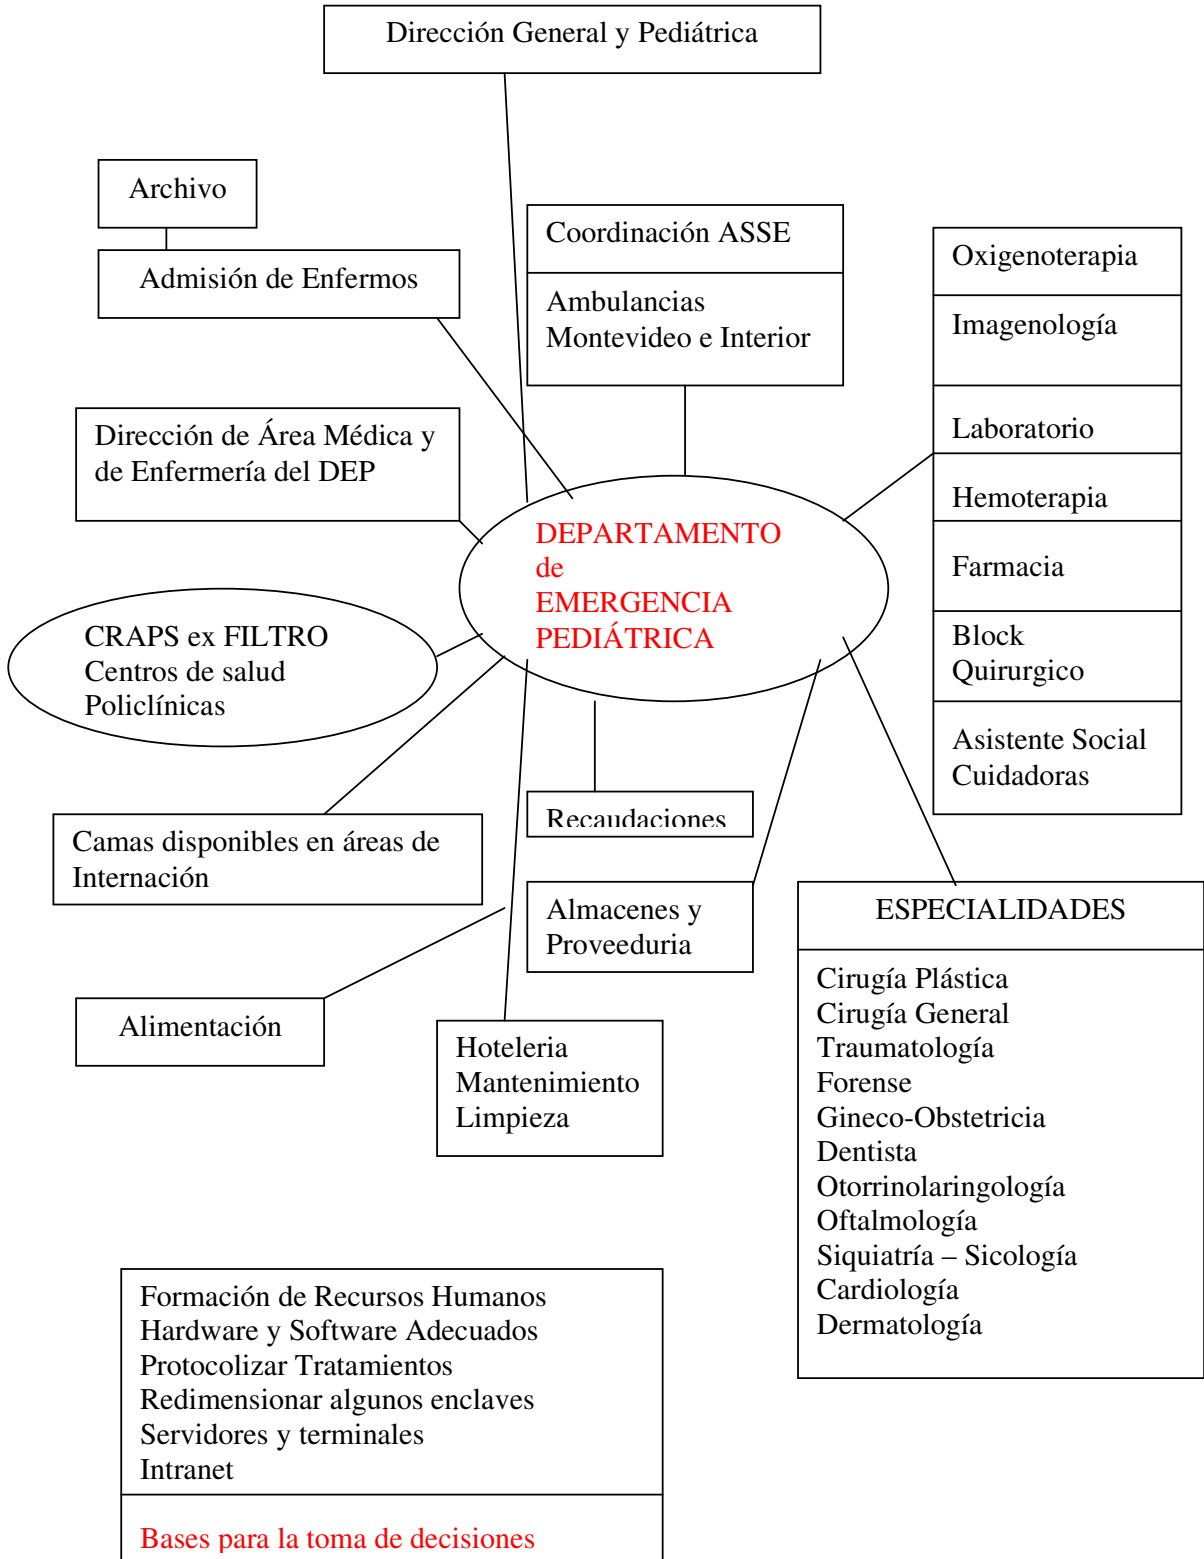 Dirección General y Pediátrica
Archivo
Admisión de Enfermos
Coordinación ASSE
Ambulancias
Montevideo e Interior
Oxigenoterapia
Imagenología
Laboratorio
Hemoterapia
Farmacia
Block
Quirurgico
Asistente Social
Cuidadoras
Dirección de Área Médica y
de Enfermería del DEP
DEPARTAMENTO
de
EMERGENCIA
PEDIÁTRICA
CRAPS ex FILTRO
Centros de salud
Policlínicas
Camas disponibles en áreas de
Internación
Recaudaciones
Almacenes y
Proveeduria
Alimentación
Hoteleria
Mantenimiento
Limpieza
ESPECIALIDADES
Cirugía Plástica
Cirugía General
Traumatología
Forense
Gineco-Obstetricia
Dentista
Otorrinolaringología
Oftalmología
Siquiatría – Sicología
Cardiología
Dermatología
Formación de Recursos Humanos
Hardware y Software Adecuados
Protocolizar Tratamientos
Redimensionar algunos enclaves
Servidores y terminales
Intranet
Bases para la toma de decisiones